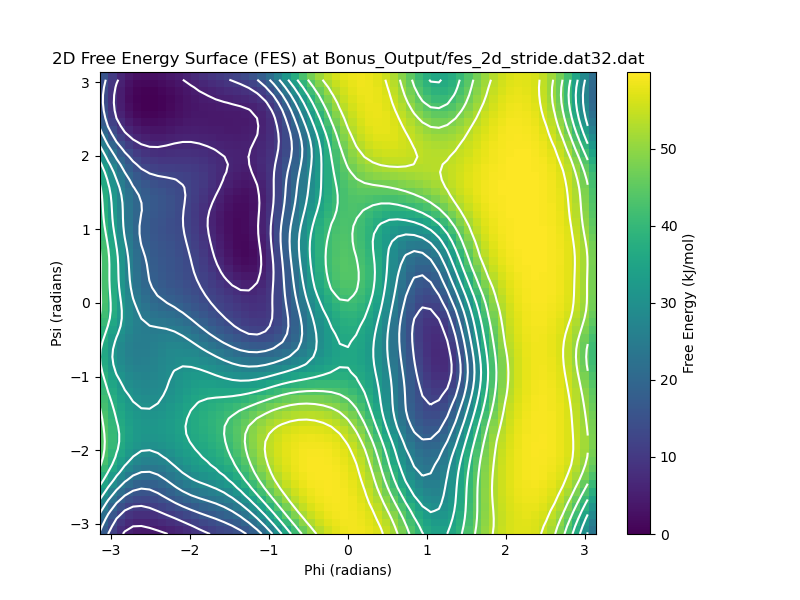 2D Free Energy Surface (FES) at Bonus_Output/fes_2d_stride.dat32.dat
3
2
1
0
−1
−2
−3
Psi (radians)
−3 −2 −1 0 1 2 3
Phi (radians)
50
40
30
20
10
0
Free Energy (kJ/mol)